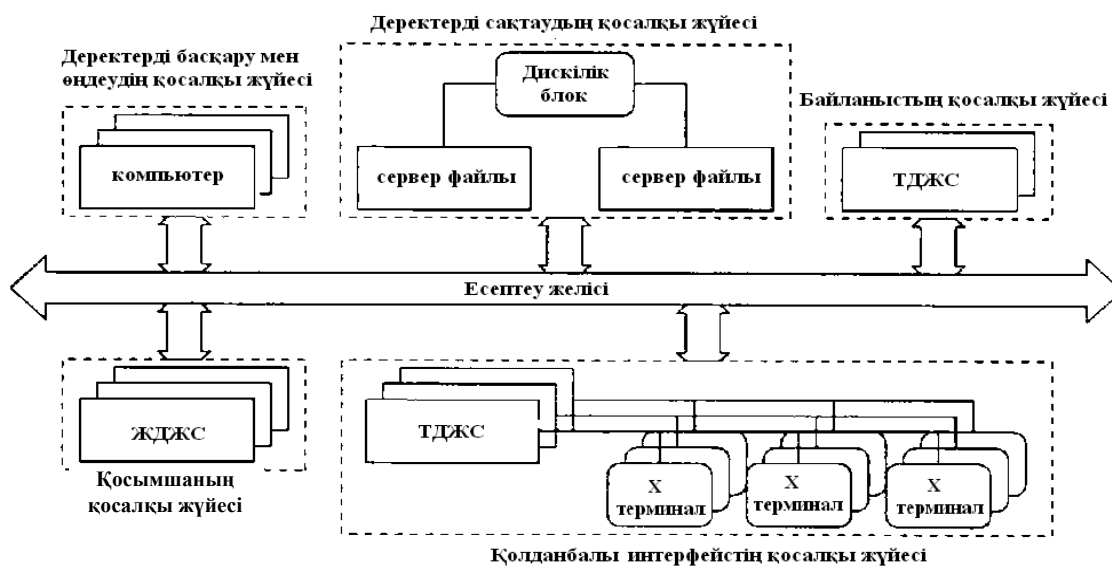 Деректерді сақтаудың қосалқы жүйесі
Деректерді басқару мен
өңдеудің қосалқы жүйесі
Дискілік
блок
Байланыстың қосалқы жүйесі
компьютер
сервер файлы
сервер файлы
ТДЖС
Есептеу желісі
ЖДЖС
ТДЖС
Қосымшаның
қосалқы жүйесі
X
терминал
X
терминал
X
терминал
Қолданбалы интерфейстің қосалқы жүйесі